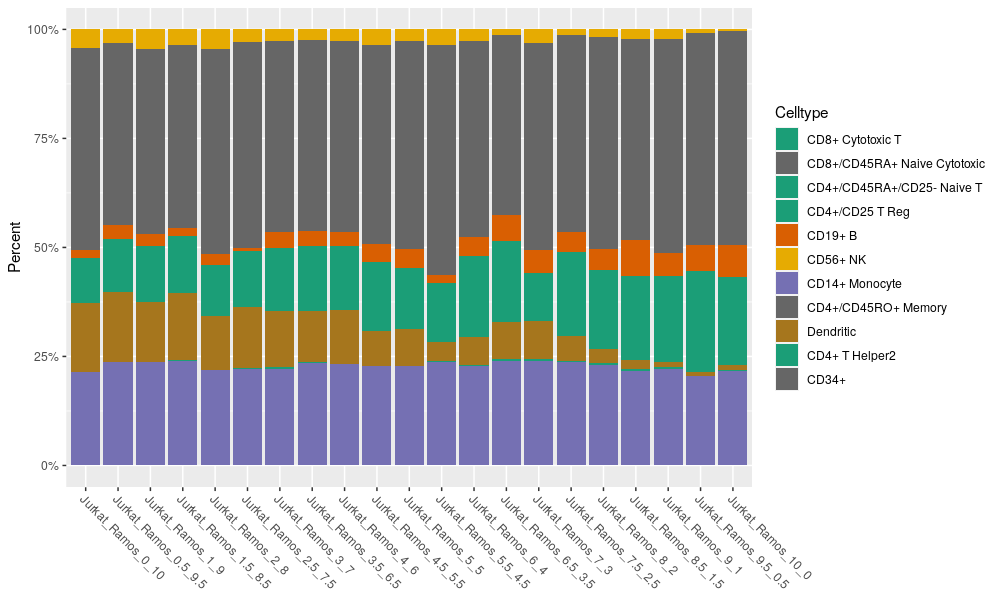 100%
75%
50%
25%
0%
Percent
Jurkat_Ramos_0_10
Jurkat_Ramos_0.5_9.5
Jurkat_Ramos_1_9
Jurkat_Ramos_1.5_8.5
Jurkat_Ramos_2_8
Jurkat_Ramos_2.5_7.5
Jurkat_Ramos_3_7
Jurkat_Ramos_3.5_6.5
Jurkat_Ramos_4_6
Jurkat_Ramos_4.5_5.5
Jurkat_Ramos_5_5
Jurkat_Ramos_5.5_4.5
Jurkat_Ramos_6_4
Jurkat_Ramos_6.5_3.5
Jurkat_Ramos_7_3
Jurkat_Ramos_7.5_2.5
Jurkat_Ramos_8_2
Jurkat_Ramos_8.5_1.5
Jurkat_Ramos_9_1
Jurkat_Ramos_9.5_0.5
Jurkat_Ramos_10_0
Celltype
CD8+ Cytotoxic T
CD8+/CD45RA+ Naive Cytotoxic
CD4+/CD45RA+/CD25- Naive T
CD4+/CD25 T Reg
CD19+ B
CD56+ NK
CD14+ Monocyte
CD4+/CD45RO+ Memory
Dendritic
CD4+ T Helper2
CD34+